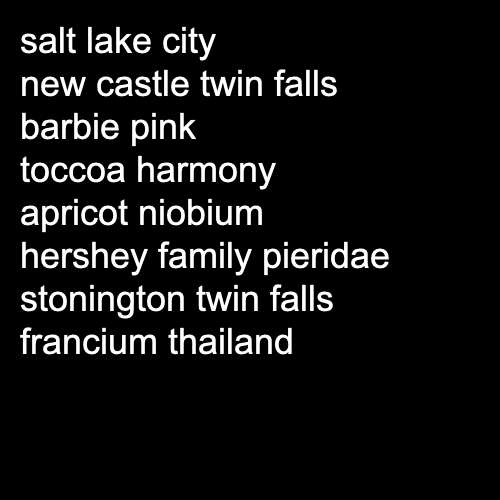 salt lake city
new castle twin falls
barbie pink
toccoa harmony
apricot niobium
hershey family pieridae
stonington twin falls
francium thailand